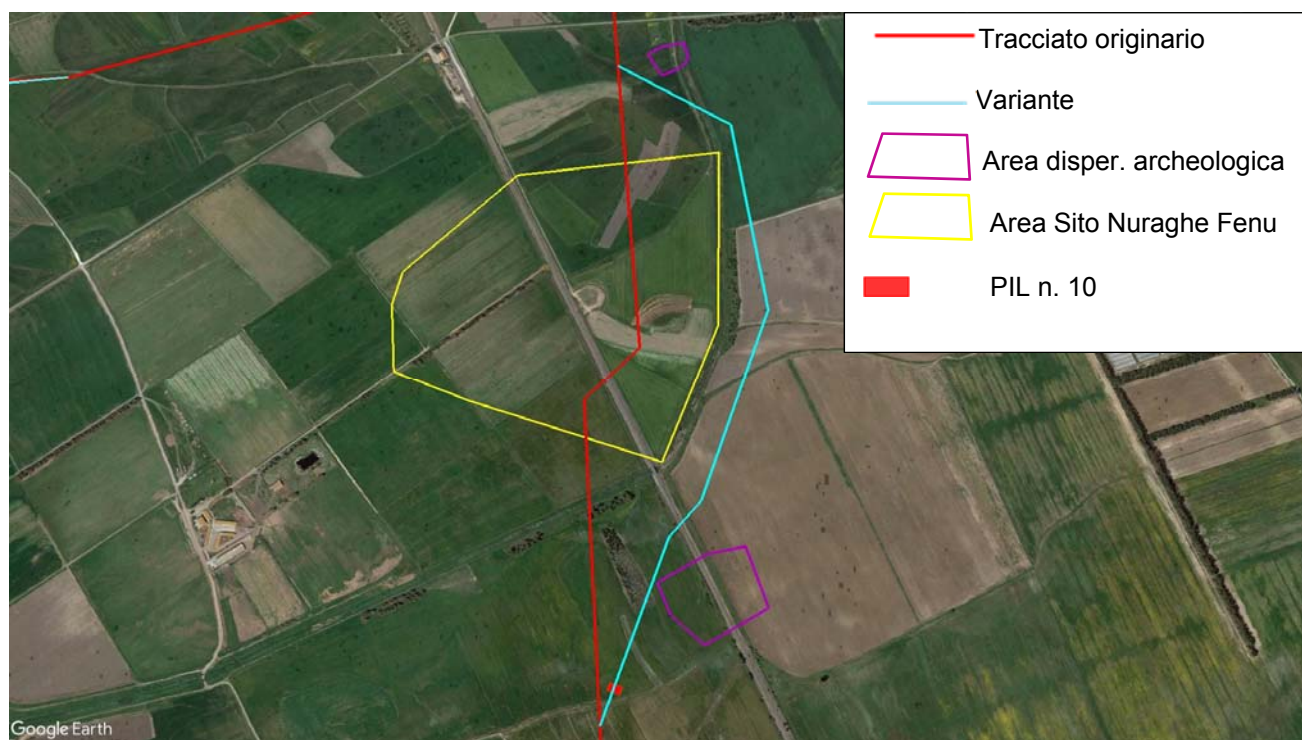 Tracciato originario
Variante
Area disper. archeologica
Area Sito Nuraghe Fenu
PIL n. 10
Google Earth